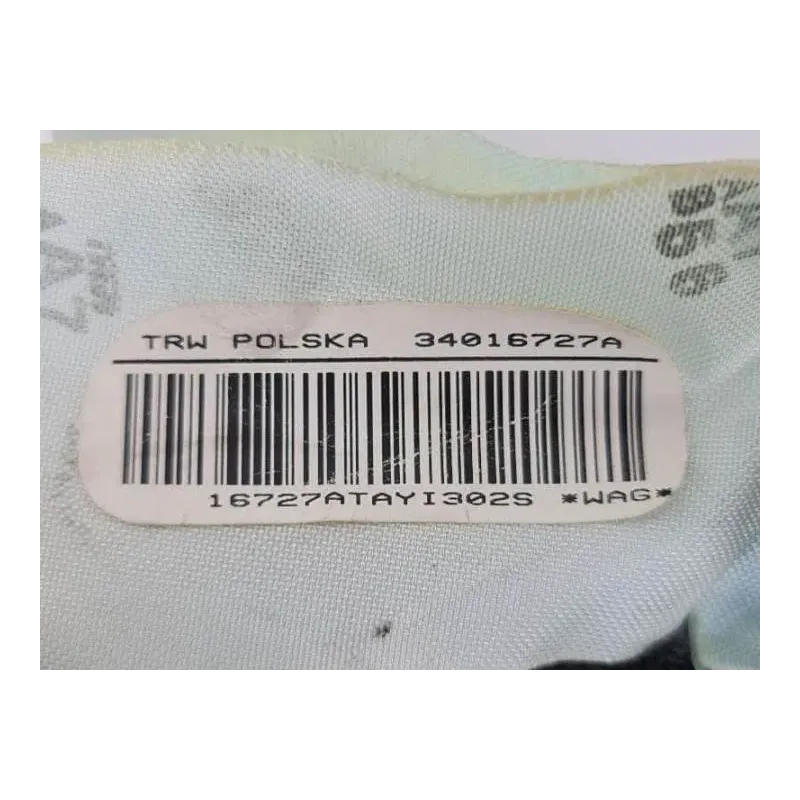 TRW POLSKA 34016727A
16727ATAYI302S *WAG*